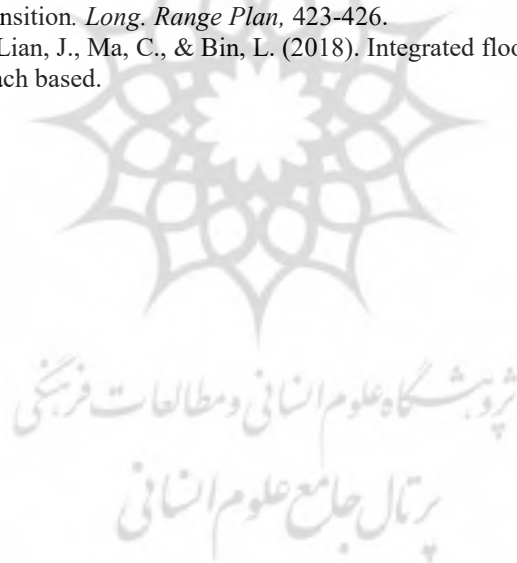 nsition. Long. Range Plan, 423-426.
Lian, J., Ma, C., & Bin, L. (2018). Integrated floo
ach based.
پژوهشگاه علوم انسانی و مطالعات فرهنگی
پرتال جامع علوم انسانی